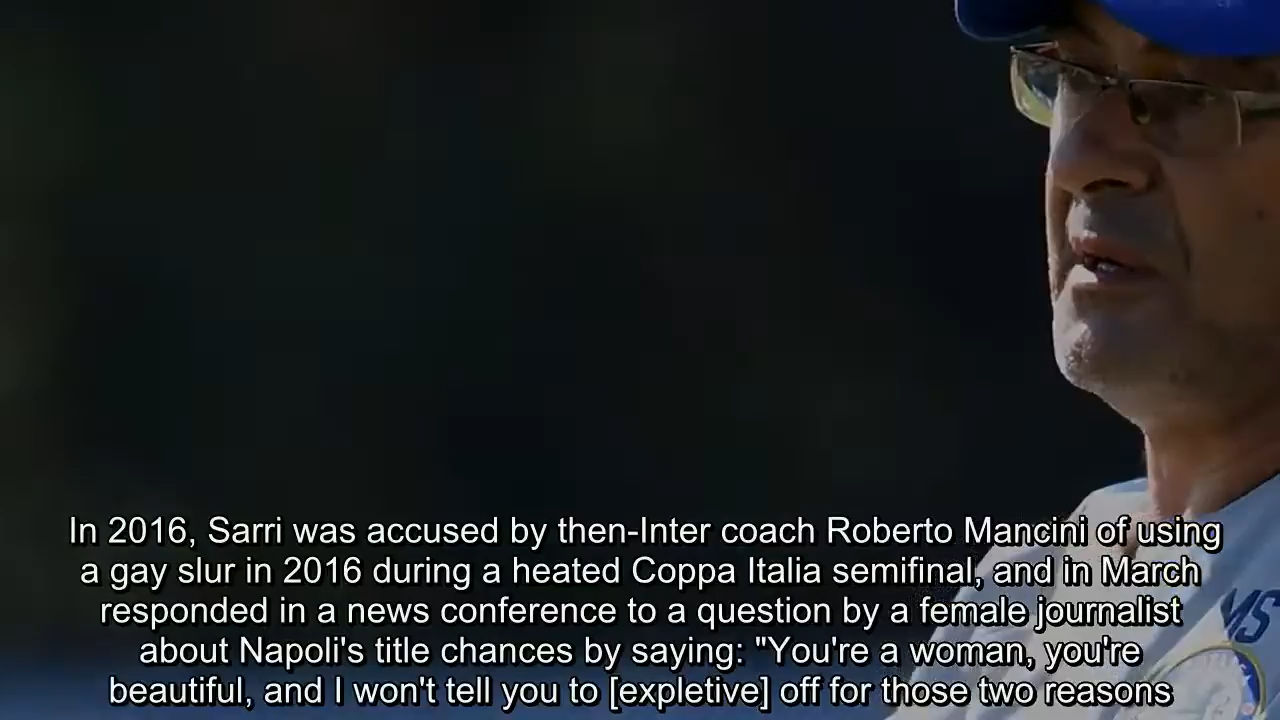 In 2016, Sarri was accused by then-Inter coach Roberto Mancini of using
a gay slur in 2016 during a heated Coppa Italia semifinal, and in March
responded in a news conference to a question by a female journalist
about Napoli's title chances by saying: "You're a woman, you're
beautiful, and I won't tell you to [expletive] off for those two reasons
MS